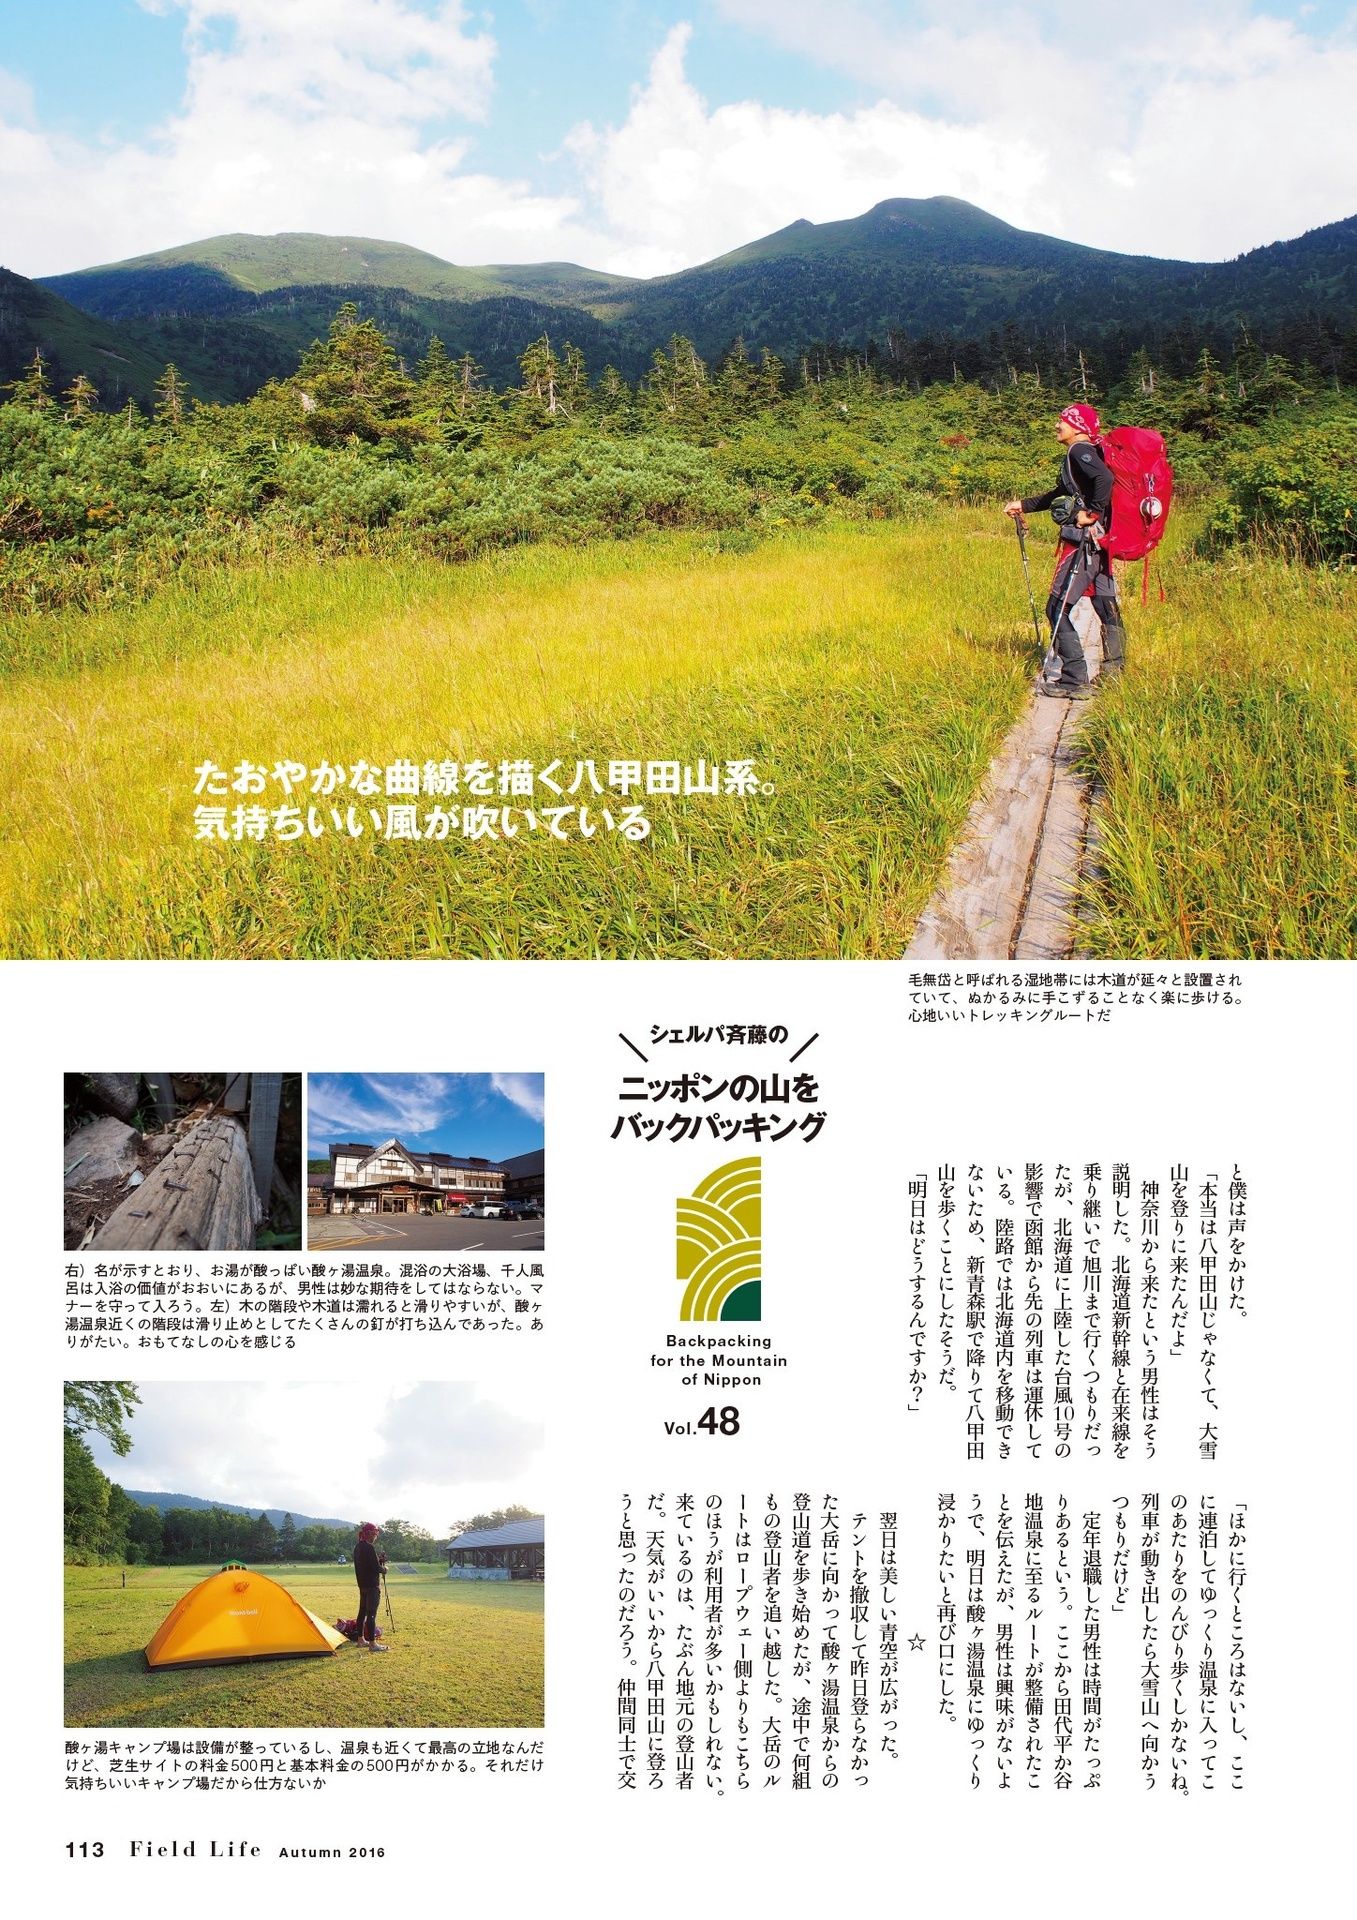 たおやかな曲線を描く八甲田山系。
気持ちいい風が吹いている
毛無岱と呼ばれる湿地帯には木道が延々と設置され
ていて、ぬかるみに手こずることなく楽に歩ける。
心地いいトレッキングルートだ
シェルパ斉藤の
ニッポンの山を
バックパッキング
Backpacking
for the Mountain
of Nippon
Vol.48
と僕は声をかけた。
「本当は八甲田山じゃなくて、大雪
山を登りに来たんだよ」
神奈川から来たという男性はそう
説明した。北海道新幹線と在来線を
乗り継いで旭川まで行くつもりだっ
たが、北海道に上陸した台風10号の
影響で函館から先の列車は運休して
いる。陸路では北海道内を移動でき
ないため、新青森駅で降りて八甲田
山を歩くことにしたそうだ。
「明日はどうするんですか？」
「ほかに行くところはないし、ここ
に連泊してゆっくり温泉に入ってこ
のあたりをのんびり歩くしかないね。
列車が動き出したら大雪山へ向かう
つもりだけど」
定年退職した男性は時間がたっぷ
りあるという。ここから田代平か谷
地温泉に至るルートが整備されたこ
とを伝えたが、男性は興味がないよ
うで、明日は酸ヶ湯温泉にゆっくり
浸かりたいと再び口にした。
☆
翌日は美しい青空が広がった。
テントを撤収して昨日登らなかっ
た大岳に向かって酸ヶ湯温泉からの
登山道を歩き始めたが、途中で何組
もの登山者を追い越した。大岳のル
ートはロープウェー側よりもこちら
のほうが利用者が多いかもしれない。
来ているのは、たぶん地元の登山者
だ。天気がいいから八甲田山に登ろ
うと思ったのだろう。仲間同士で交
右）名が示すとおり、お湯が酸っぱい酸ヶ湯温泉。混浴の大浴場、千人風
呂は入浴の価値がおおいにあるが、男性は妙な期待をしてはならない。マ
ナーを守って入ろう。左）木の階段や木道は濡れると滑りやすいが、酸ヶ
湯温泉近くの階段は滑り止めとしてたくさんの釘が打ち込んであった。あ
りがたい。おもてなしの心を感じる
mont-bell
酸ヶ湯キャンプ場は設備が整っているし、温泉も近くて最高の立地なんだ
けど、芝生サイトの料金500円と基本料金の500円がかかる。それだけ
気持ちいいキャンプ場だから仕方ないか
113 Field Life Autumn 2016